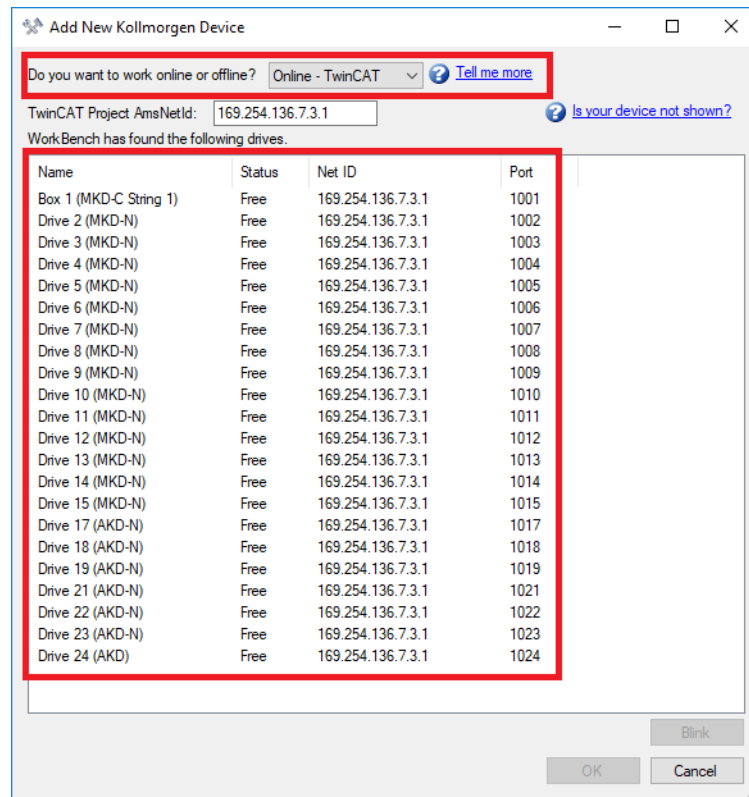 Add New Kollmorgen Device
Do you want to work online or offline? Online - TwinCAT Tell me more
TwinCAT Project AmsNetId: 169.254.136.7.3.1 Is your device not shown?
WorkBench has found the following drives.
Name Status Net ID Port
Box 1 (MKD-C String 1) Free 169.254.136.7.3.1 1001
Drive 2 (MKD-N) Free 169.254.136.7.3.1 1002
Drive 3 (MKD-N) Free 169.254.136.7.3.1 1003
Drive 4 (MKD-N) Free 169.254.136.7.3.1 1004
Drive 5 (MKD-N) Free 169.254.136.7.3.1 1005
Drive 6 (MKD-N) Free 169.254.136.7.3.1 1006
Drive 7 (MKD-N) Free 169.254.136.7.3.1 1007
Drive 8 (MKD-N) Free 169.254.136.7.3.1 1008
Drive 9 (MKD-N) Free 169.254.136.7.3.1 1009
Drive 10 (MKD-N) Free 169.254.136.7.3.1 1010
Drive 11 (MKD-N) Free 169.254.136.7.3.1 1011
Drive 12 (MKD-N) Free 169.254.136.7.3.1 1012
Drive 13 (MKD-N) Free 169.254.136.7.3.1 1013
Drive 14 (MKD-N) Free 169.254.136.7.3.1 1014
Drive 15 (MKD-N) Free 169.254.136.7.3.1 1015
Drive 17 (AKD-N) Free 169.254.136.7.3.1 1017
Drive 18 (AKD-N) Free 169.254.136.7.3.1 1018
Drive 19 (AKD-N) Free 169.254.136.7.3.1 1019
Drive 21 (AKD-N) Free 169.254.136.7.3.1 1021
Drive 22 (AKD-N) Free 169.254.136.7.3.1 1022
Drive 23 (AKD-N) Free 169.254.136.7.3.1 1023
Drive 24 (AKD) Free 169.254.136.7.3.1 1024
Blink
OK Cancel